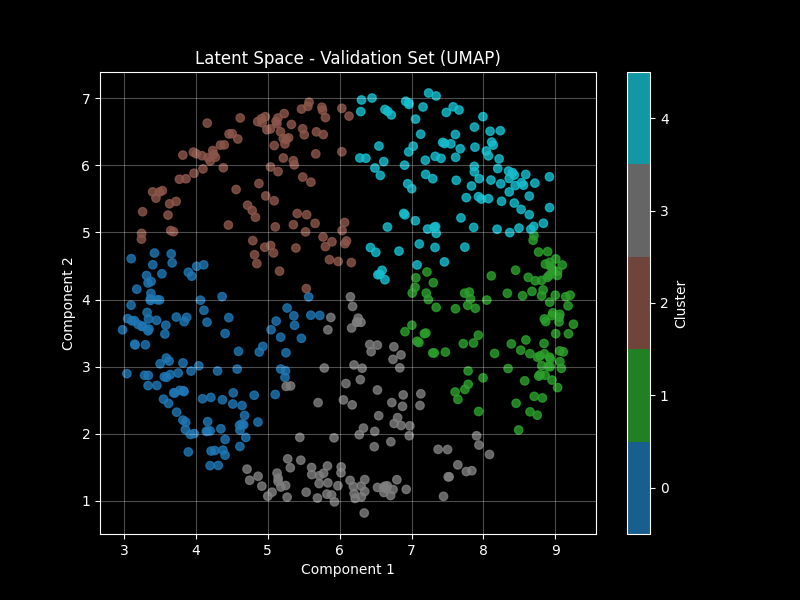 Latent Space - Validation Set (UMAP)
7
6
5
4
3
2
1
Component 2
3 4 5 6 7 8 9
Component 1
4
3
2
1
0
Cluster